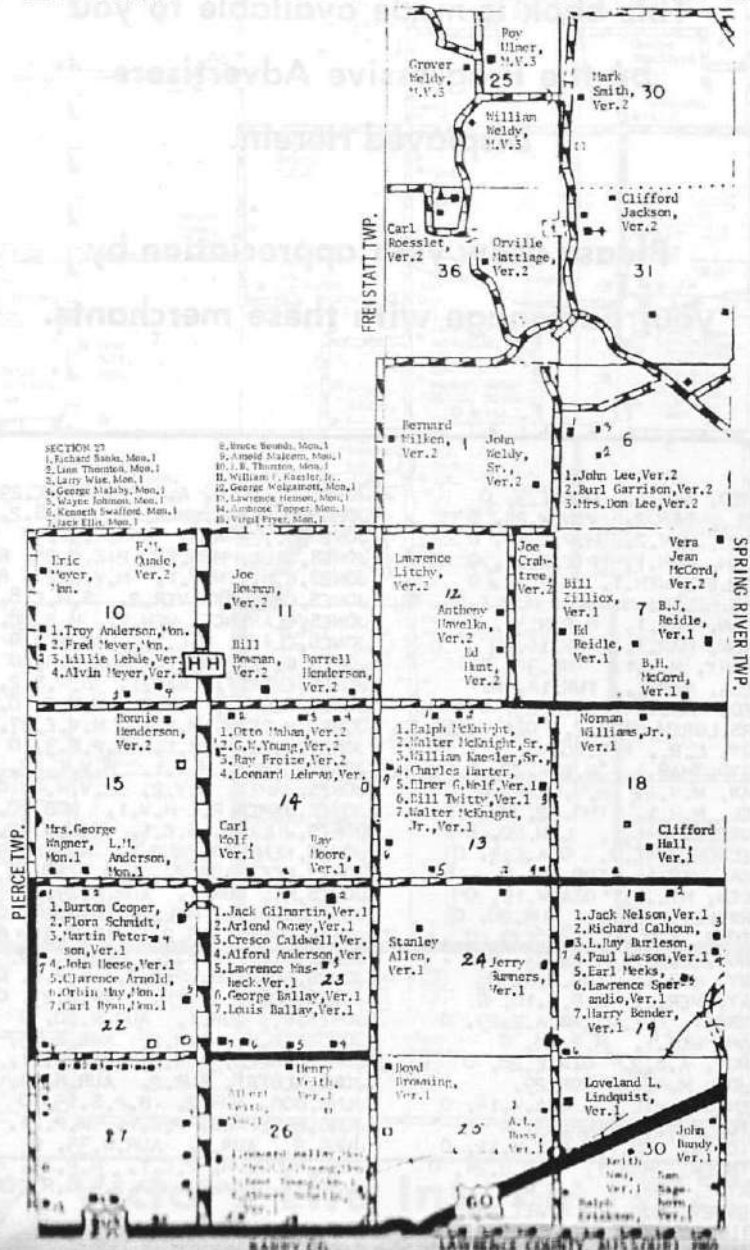 Roy
Ulmer,
M.V.3
Grover
Weldy,
M.V.3
25
Mark
Smith,
Ver.2
30
William
Weldy,
M.V.3
FREISTATT TWP.
Clifford
Jackson,
Ver.2
Carl
Roesslet,
Ver.2
36
Orville
Mattlage,
Ver.2
31
Bernard
Wilken,
Ver.2
John
Weldy,
Sr.,
Ver.2
6
1.John Lee,Ver.2
2.Burl Garrison,Ver.2
3.Mrs.Don Lee,Ver.2
SECTION 27
1. Richard Banks, Mon.1
2. Linn Thornton, Mon.1
3. Larry Wise, Mon.1
4. George Malaby, Mon.1
5. Wayne Johnson, Mon.1
6. Kenneth Swafford, Mon.1
7. Jack Ellis, Mon.1
8. Bruce Bounds, Mon.1
9. Arnold Malcom, Mon.1
10. J.B. Thornton, Mon.1
11. William F. Kaesler, Jr.,
12. George Wolgamott, Mon.1
13. Lawrence Henson, Mon.1
14. Ambrose Topper, Mon.1
15. Virgil Fryer, Mon.1
Eric
Meyer,
Mon.
Quade,
Ver.2
10
1.Troy Anderson,Mon.
2.Fred Meyer,Mon.
3.Lillie Lehde,Ver.
4.Alvin Meyer,Ver.2
HH
Joe
Bowman,
Ver.2
11
Bill
Bowman,
Ver.2
Darrell
Henderson,
Ver.2
Lawrence
Litchy,
Ver.2
12
Anthony
Havelka,
Ver.2
Ed
Hunt,
Ver.2
Joe
Crab-
tree,
Ver.2
Bill
Zilliox,
Ver.1
Ed
Reidle,
Ver.1
7
Vera
Jean
McCord,
Ver.2
B.J.
Reidle,
Ver.1
B.H.
McCord,
Ver.1
SPRING RIVER TWP.
Ronnie
Henderson,
Ver.2
15
Mrs.George
Wagner,
Mon.1
L.M.
Anderson,
Mon.1
PIERCE TWP.
1.Otto Mahan,Ver.2
2.G.W.Young,Ver.2
3.Ray Freize,Ver.2
4.Leonard Lehman,Ver.
14
Carl
Wolf,
Ver.1
Ray
Moore,
Ver.1
1.Ralph McKnight,
2.Walter McKnight,Sr.,
3.William Kaesler,Sr.,
4.Charles Harter,
5.Elmer G.Wolf,Ver.1
6.Bill Twitty,Ver.1
7.Walter McKnight,
Jr.,Ver.1
13
Norman
Williams,Jr.,
Ver.1
18
Clifford
Hall,
Ver.1
1.Burton Cooper,
2.Flora Schmidt,
3.Martin Peter-
son,Ver.1
4.John Heese,Ver.1
5.Clarence Arnold,
6.Orbin May,Mon.1
7.Carl Ryan,Mon.1
22
1.Jack Gilmartin,Ver.1
2.Arlend Owney,Ver.1
3.Cresco Caldwell,Ver.
4.Alford Anderson,Ver.
5.Lawrence Mas-
heck,Ver.1
6.George Ballay,Ver.1
7.Louis Ballay,Ver.1
23
Stanley
Allen,
Ver.1
24
Jerry
Ver.1
1.Jack Nelson,Ver.1
2.Richard Calhoun,
3.L.Ray Burleson,
4.Paul Lawson,Ver.1
5.Earl Meeks,
6.Lawrence Sper-
andio,Ver.1
7.Harry Bender,
Ver.1
19
27
Henry
26
Boyd
Browning,
Ver.1
25
Ver.1
Loveland L.
Lindquist,
Ver.1
30
John
Bundy,
Ver.1
Keith
Ver.1
Ralph
Erickson,
Ver.1
60
BARRY CO.
LAWRENCE COUNTY, MISSOURI